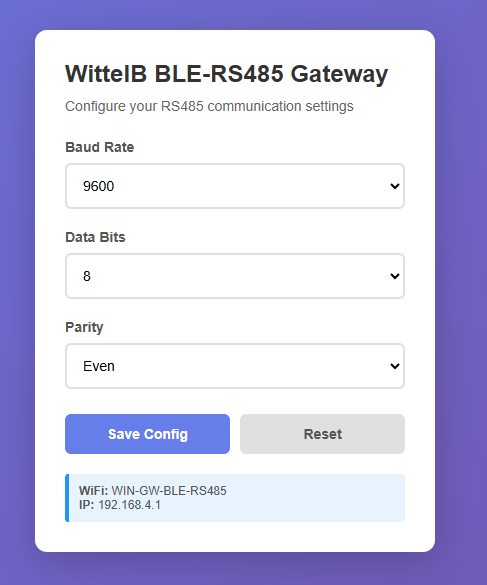 WittelB BLE-RS485 Gateway
Configure your RS485 communication settings
Baud Rate
9600
Data Bits
8
Parity
Even
Save Config
Reset
WiFi: WIN-GW-BLE-RS485
IP: 192.168.4.1